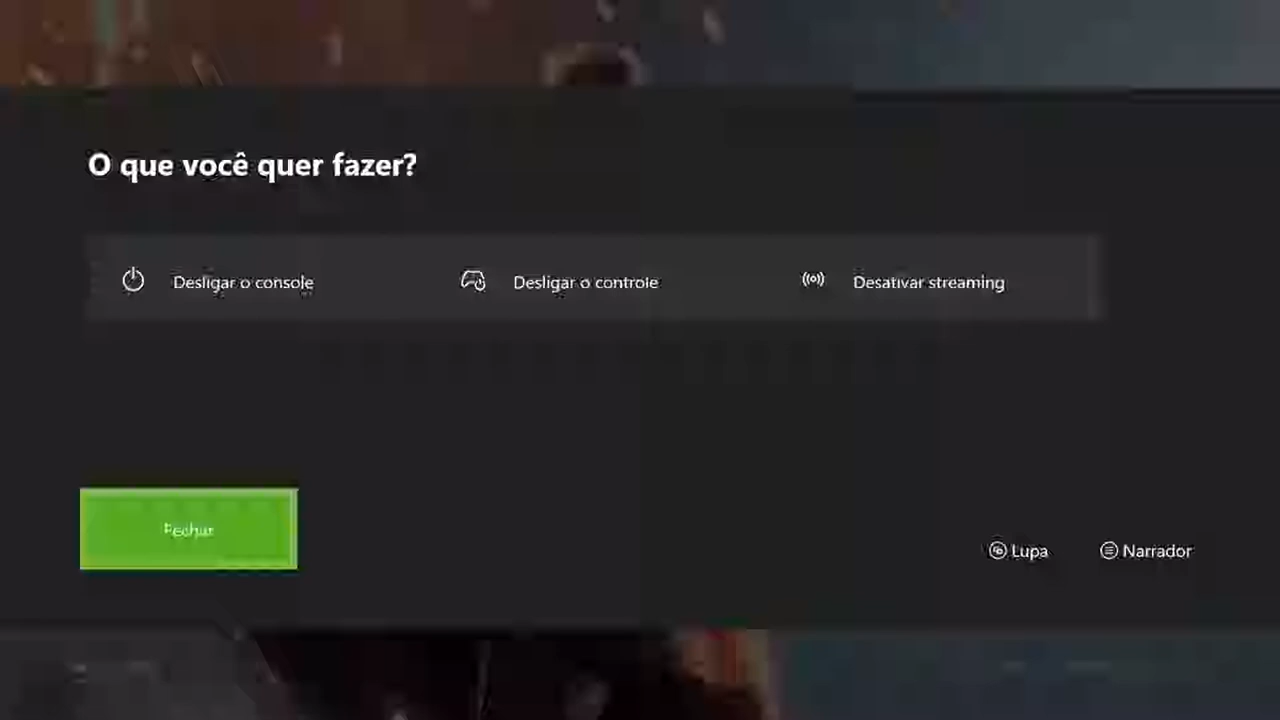 O que você quer fazer?
Desligar o console Desligar o controle Desativar streaming
Fechar
Lupa Narrador